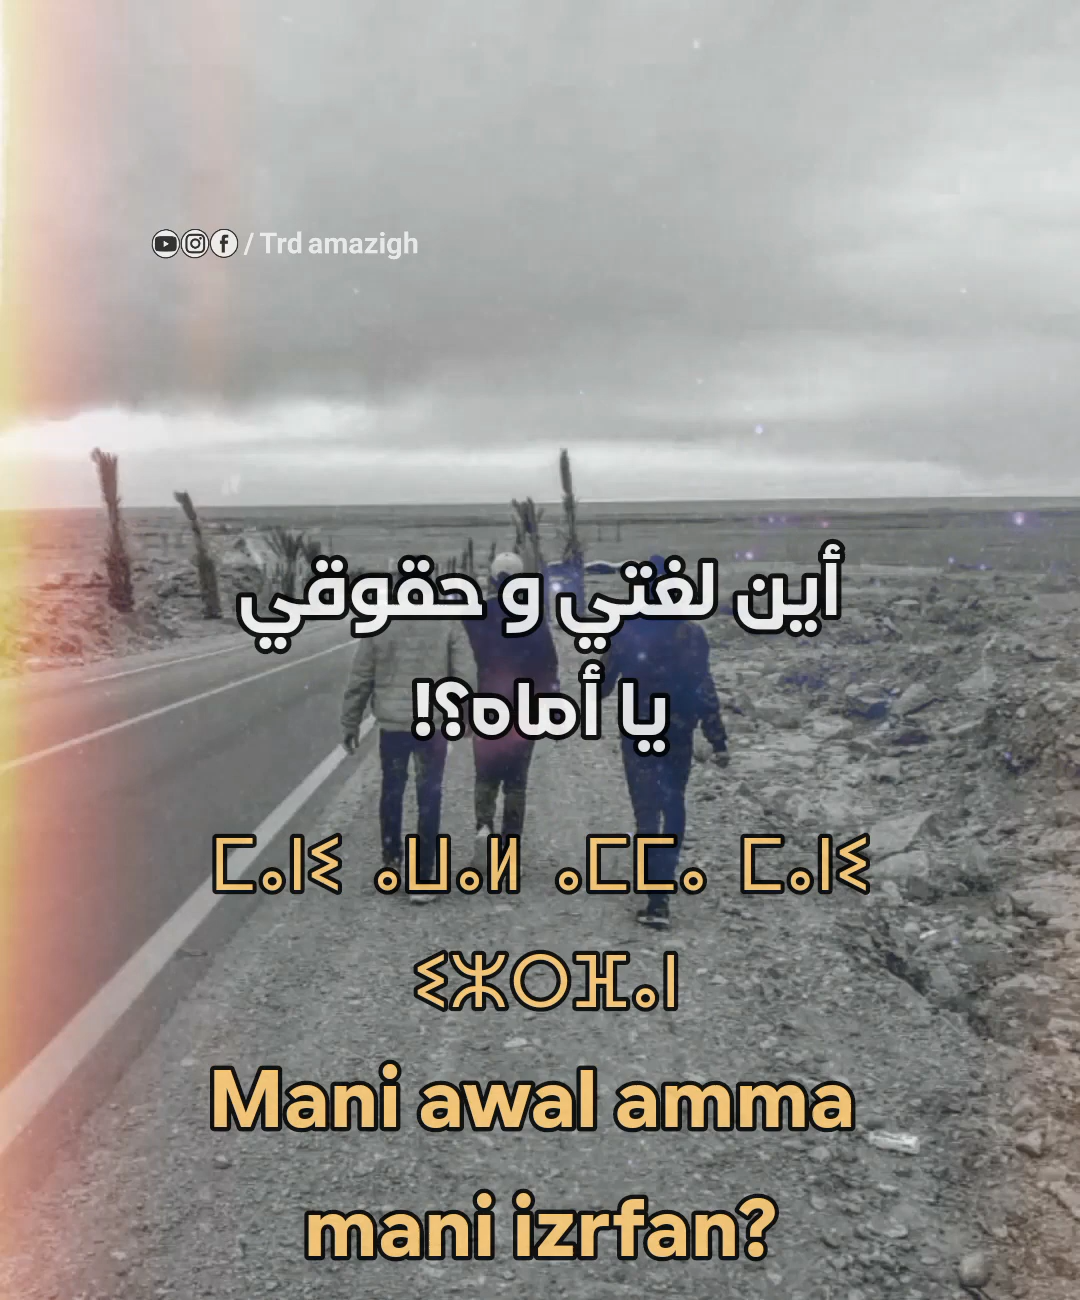 / Trd amazigh
أين لغتي و حقوقي
يا أماه؟!
ⵎⴰⵏⵉ ⴰⵡⴰⵍ ⴰⵎⵎⴰ ⵎⴰⵏⵉ
ⵉⵣⵔⴼⴰⵏ
Mani awal amma
mani izrfan?